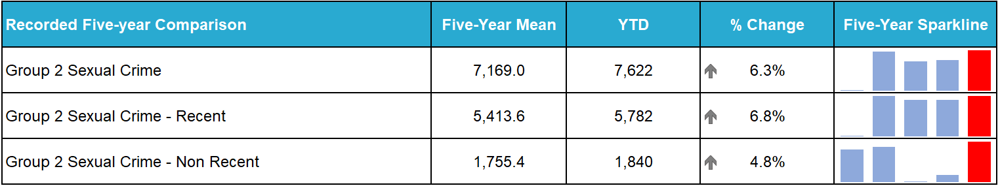 Recorded Five-year Comparison Five-Year Mean YTD % Change Five-Year Sparkline
Group 2 Sexual Crime 7,169.0 7,622 6.3%
Group 2 Sexual Crime - Recent 5,413.6 5,782 6.8%
Group 2 Sexual Crime - Non Recent 1,755.4 1,840 4.8%